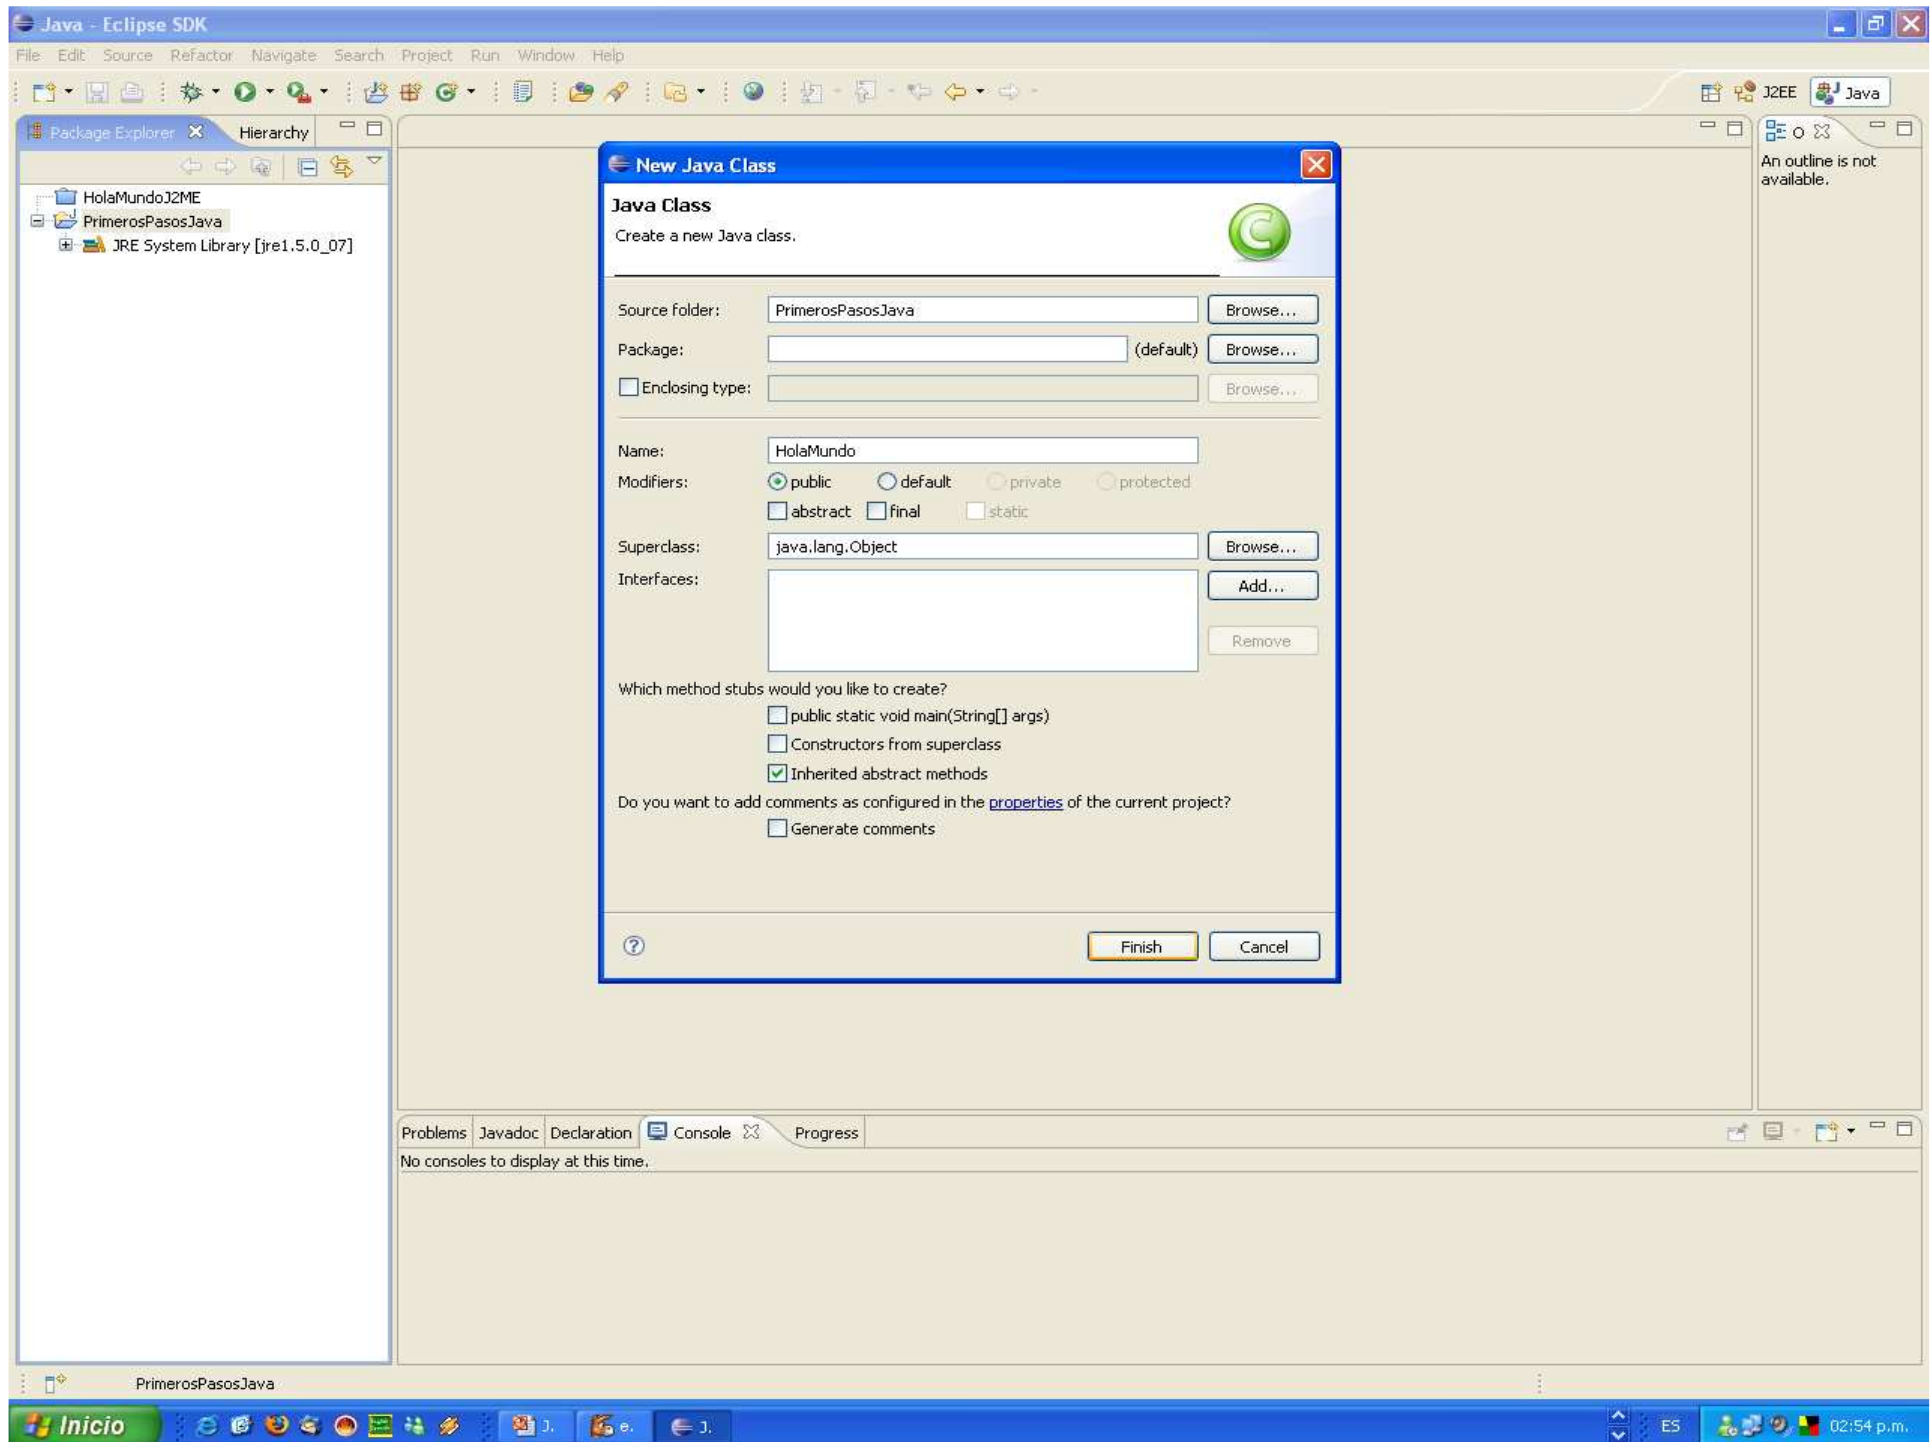 Java - Eclipse SDK
File Edit Source Refactor Navigate Search Project Run Window Help
J2EE Java
Package Explorer Hierarchy
O
An outline is not
available.
HolaMundoJ2ME
PrimerosPasosJava
JRE System Library [jre1.5.0_07]
New Java Class
Java Class
Create a new Java class.
C
Source folder: PrimerosPasosJava Browse...
Package: (default) Browse...
Enclosing type: Browse...
Name: HolaMundo
Modifiers: public default private protected
abstract final static
Superclass: java.lang.Object Browse...
Interfaces: Add...
Remove
Which method stubs would you like to create?
public static void main(String[] args)
Constructors from superclass
Inherited abstract methods
Do you want to add comments as configured in the properties of the current project?
Generate comments
? Finish Cancel
Problems Javadoc Declaration Console Progress
No consoles to display at this time.
PrimerosPasosJava
Inicio J. e. J. ES 02:54 p.m.